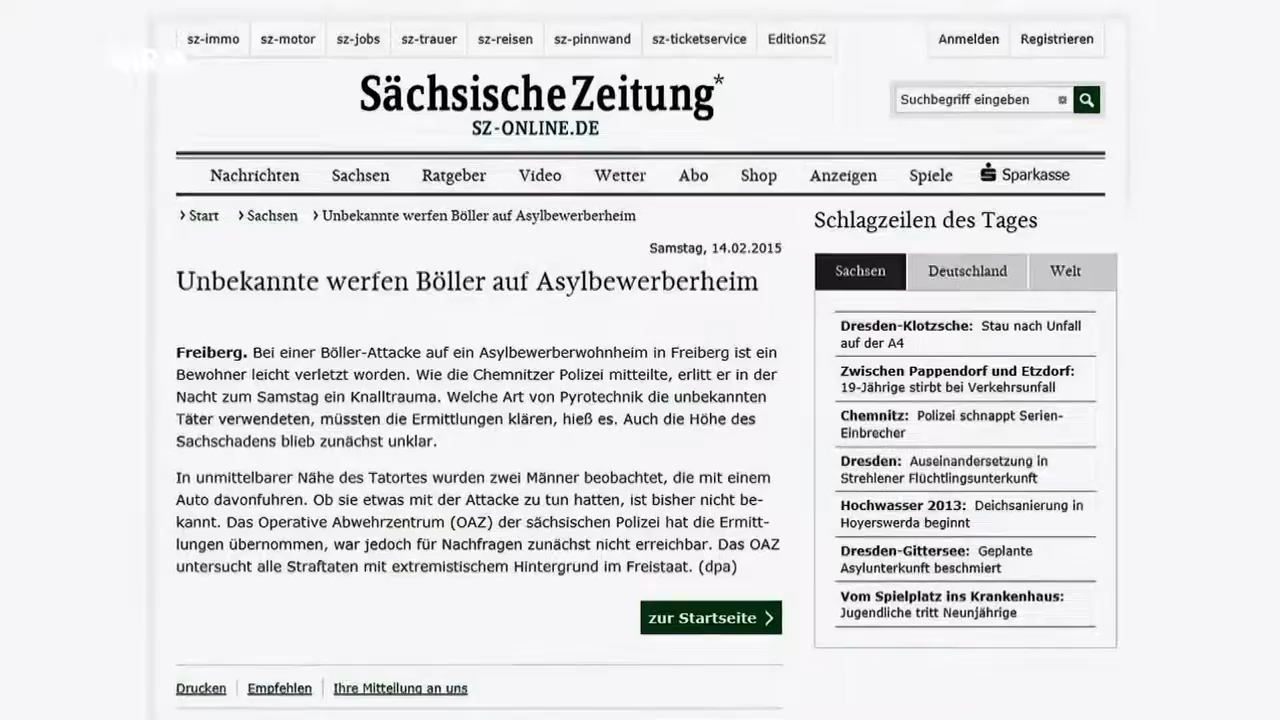 sz-immo sz-motor sz-jobs sz-trauer sz-reisen sz-pinnwand sz-ticketservice EditionSZ Anmelden Registrieren
Sächsische Zeitung*
SZ-ONLINE.DE
Suchbegriff eingeben
Nachrichten Sachsen Ratgeber Video Wetter Abo Shop Anzeigen Spiele Sparkasse
Start Sachsen Unbekannte werfen Böller auf Asylbewerberheim
Samstag, 14.02.2015
Unbekannte werfen Böller auf Asylbewerberheim
Freiberg. Bei einer Böller-Attacke auf ein Asylbewerberwohnheim in Freiberg ist ein
Bewohner leicht verletzt worden. Wie die Chemnitzer Polizei mitteilte, erlitt er in der
Nacht zum Samstag ein Knalltrauma. Welche Art von Pyrotechnik die unbekannten
Täter verwendeten, müssten die Ermittlungen klären, hieß es. Auch die Höhe des
Sachschadens blieb zunächst unklar.
In unmittelbarer Nähe des Tatortes wurden zwei Männer beobachtet, die mit einem
Auto davonfuhren. Ob sie etwas mit der Attacke zu tun hatten, ist bisher nicht be-
kannt. Das Operative Abwehrzentrum (OAZ) der sächsischen Polizei hat die Ermitt-
lungen übernommen, war jedoch für Nachfragen zunächst nicht erreichbar. Das OAZ
untersucht alle Straftaten mit extremistischem Hintergrund im Freistaat. (dpa)
zur Startseite
Drucken Empfehlen Ihre Mitteilung an uns
Schlagzeilen des Tages
Sachsen Deutschland Welt
Dresden-Klotzsche: Stau nach Unfall
auf der A4
Zwischen Pappendorf und Etzdorf:
19-Jährige stirbt bei Verkehrsunfall
Chemnitz: Polizei schnappt Serien-
Einbrecher
Dresden: Auseinandersetzung in
Strehlener Flüchtlingsunterkunft
Hochwasser 2013: Deichsanierung in
Hoyerswerda beginnt
Dresden-Gittersee: Geplante
Asylunterkunft beschmiert
Vom Spielplatz ins Krankenhaus:
Jugendliche tritt Neunjährige